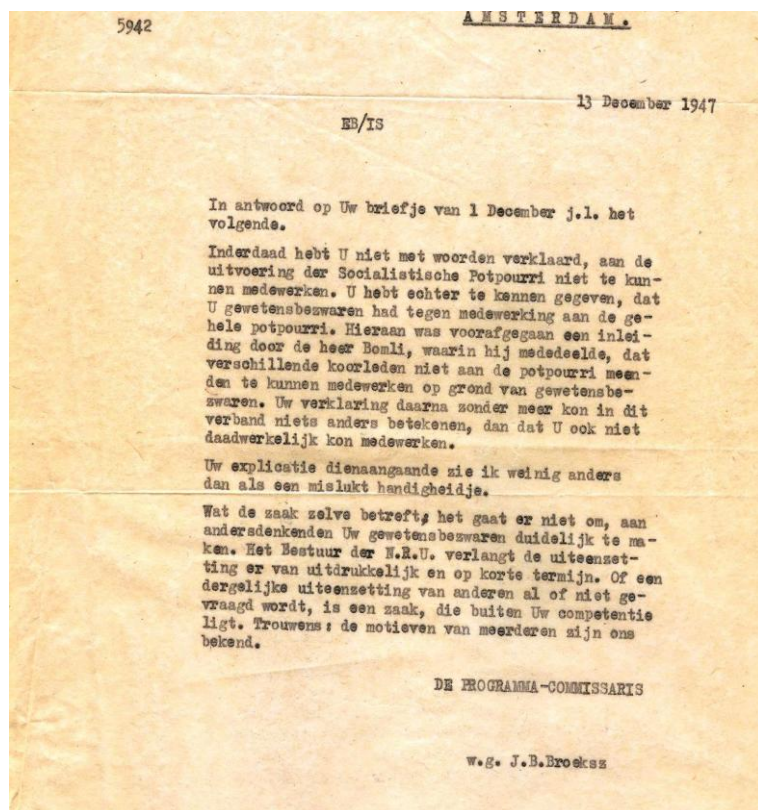 AMSTERDAM.
5942
13 December 1947
EB/IS
In antwoord op Uw briefje van 1 December j.l. het
volgende.
Inderdaad hebt U niet met woorden verklaard, aan de
uitvoering der Socialistische Potpourri niet te kun-
nen medewerken. U hebt echter te kennen gegeven, dat
U gewetensbezwaren had tegen medewerking aan de ge-
hele potpourri. Hieraan was voorafgegaan een inlei-
ding door de heer Bomli, waarin hij mededeelde, dat
verschillende koorleden niet aan de potpourri meen-
den te kunnen medewerken op grond van gewetensbe-
zwaren. Uw verklaring daarna zonder meer kon in dit
verband niets anders betekenen, dan dat U ook niet
daadwerkelijk kon medewerken.
Uw explicatie dienaangaande zie ik weinig anders
dan als een mislukt handigheidje.
Wat de zaak zelve betreft, het gaat er niet om, aan
andersdenkenden Uw gewetensbezwaren duidelijk te ma-
ken. Het Bestuur der N.R.U. verlangt de uiteenzet-
ting er van uitdrukkelijk en op korte termijn. Of een
dergelijke uiteenzetting van anderen al of niet ge-
vraagd wordt, is een zaak, die buiten Uw competentie
ligt. Trouwens: de motieven van meerderen zijn ons
bekend.
DE PROGRAMMA-COMMISSARIS
w.g. J.B.Broeksz